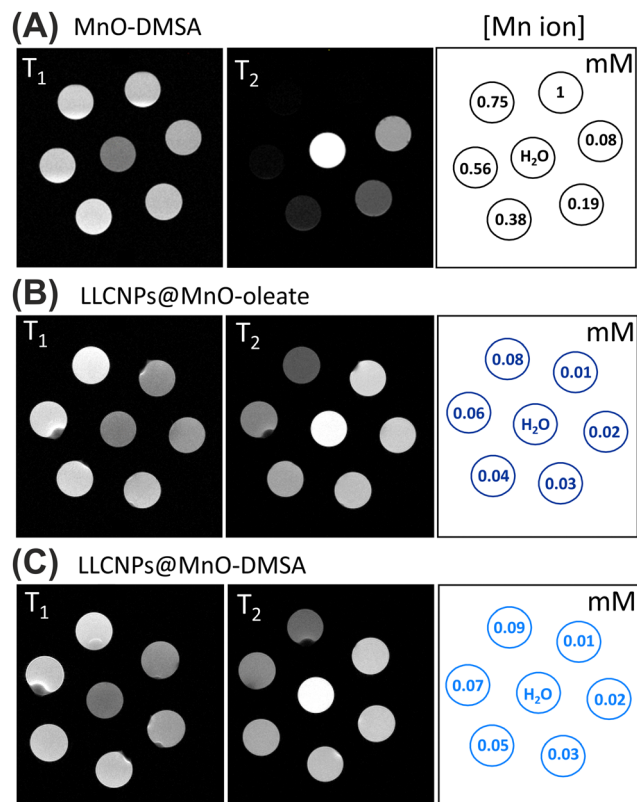 (A) MnO-DMSA [Mn ion]
T1 T2 mM
0.75 1
0.56 H2O 0.08
0.38 0.19
(B) LLCNPs@MnO-oleate
T1 T2 mM
0.08 0.01
0.06 H2O 0.02
0.04 0.03
(C) LLCNPs@MnO-DMSA
T1 T2 mM
0.09 0.01
0.07 H2O 0.02
0.05 0.03